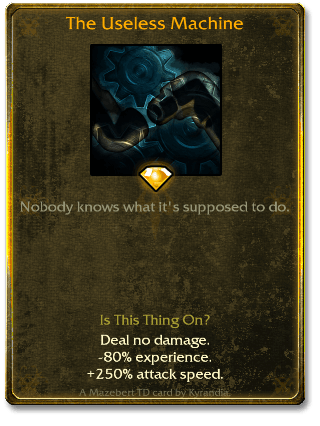 The Useless Machine
Nobody knows what it's supposed to do.
Is This Thing On?
Deal no damage.
-80% experience.
+250% attack speed.
A Mazebert TD card by Kyrandia.